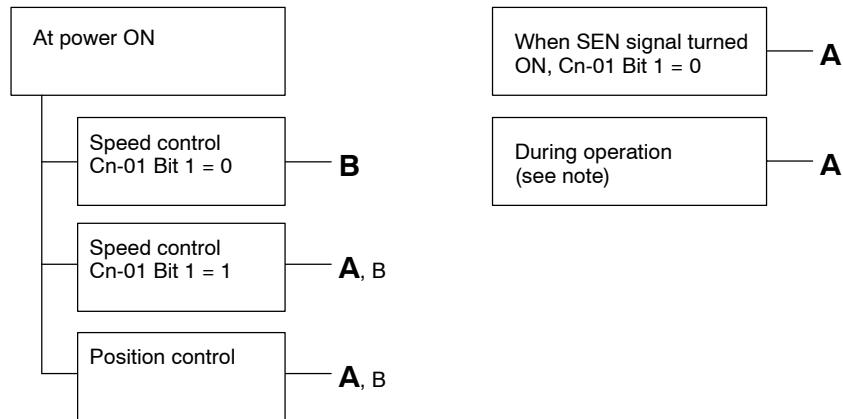 At power ON
Speed control
Cn-01 Bit 1 = 0
B
Speed control
Cn-01 Bit 1 = 1
A, B
Position control
A, B
When SEN signal turned
ON, Cn-01 Bit 1 = 0
A
During operation
(see note)
A